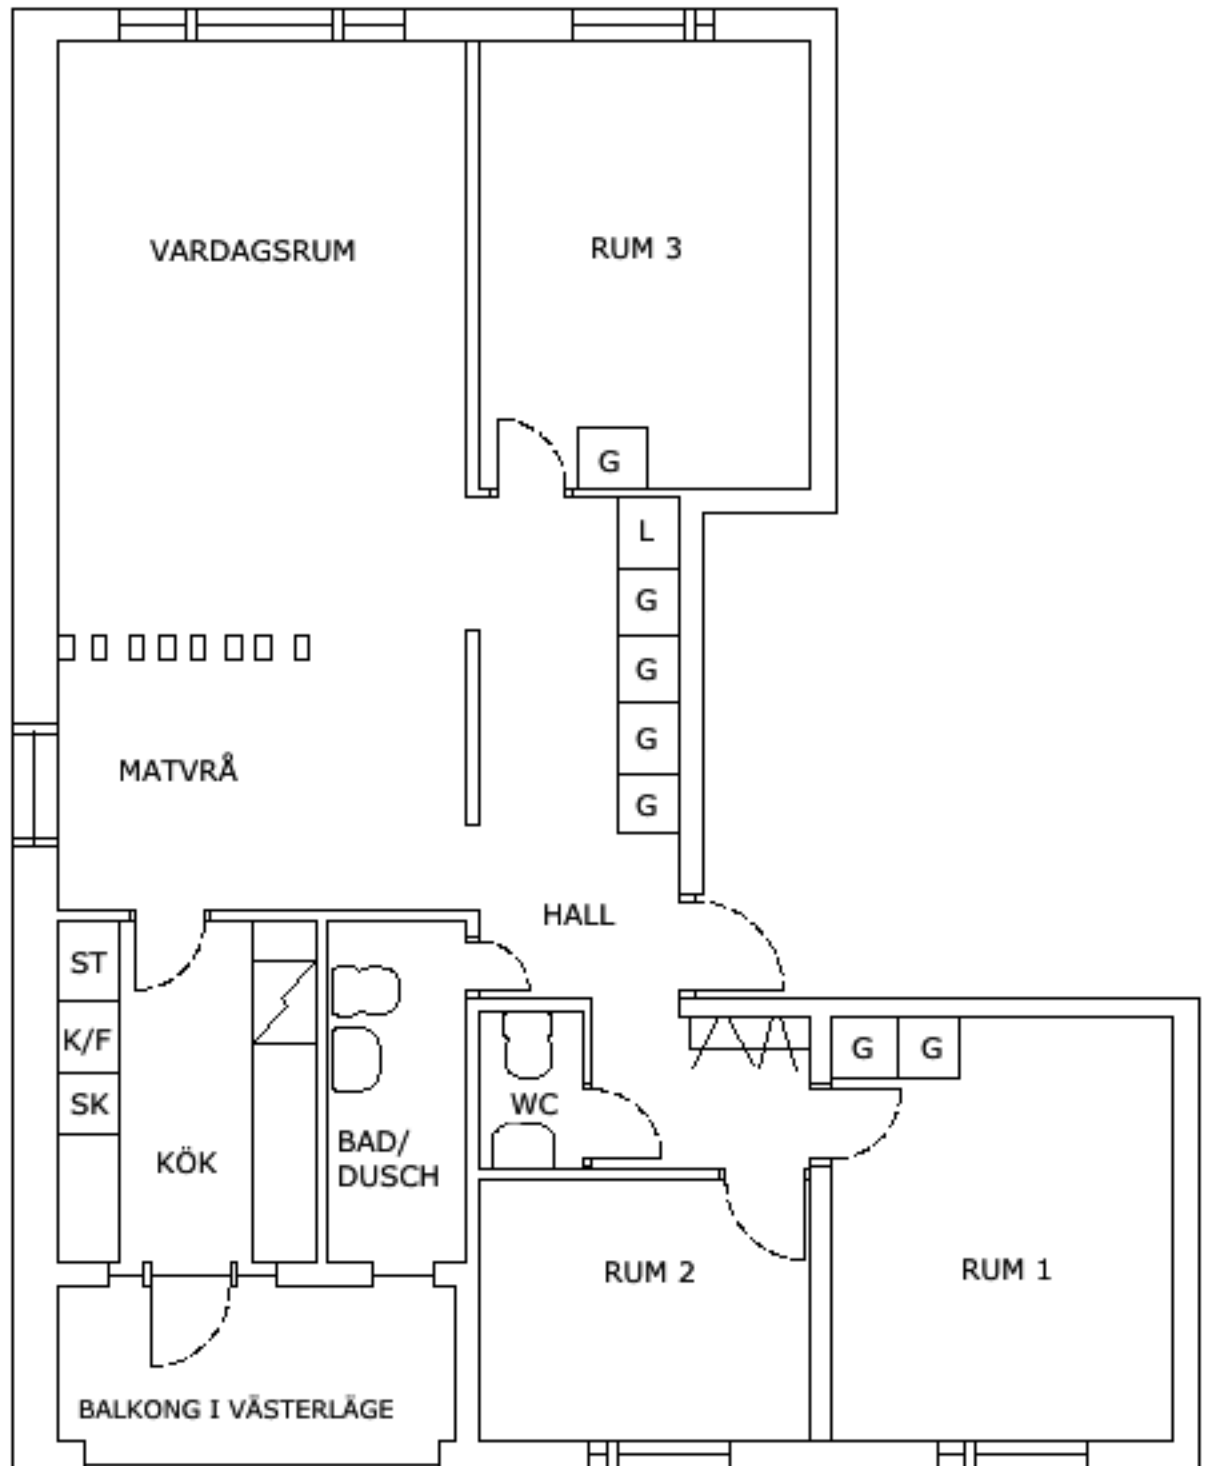 VARDAGSRUM
RUM 3
G
L
G
G
G
G
MATVRÅ
HALL
ST
K/F
SK
KÖK
BAD/
DUSCH
WC
G
G
RUM 2
RUM 1
BALKONG I VÄSTERLÄGE